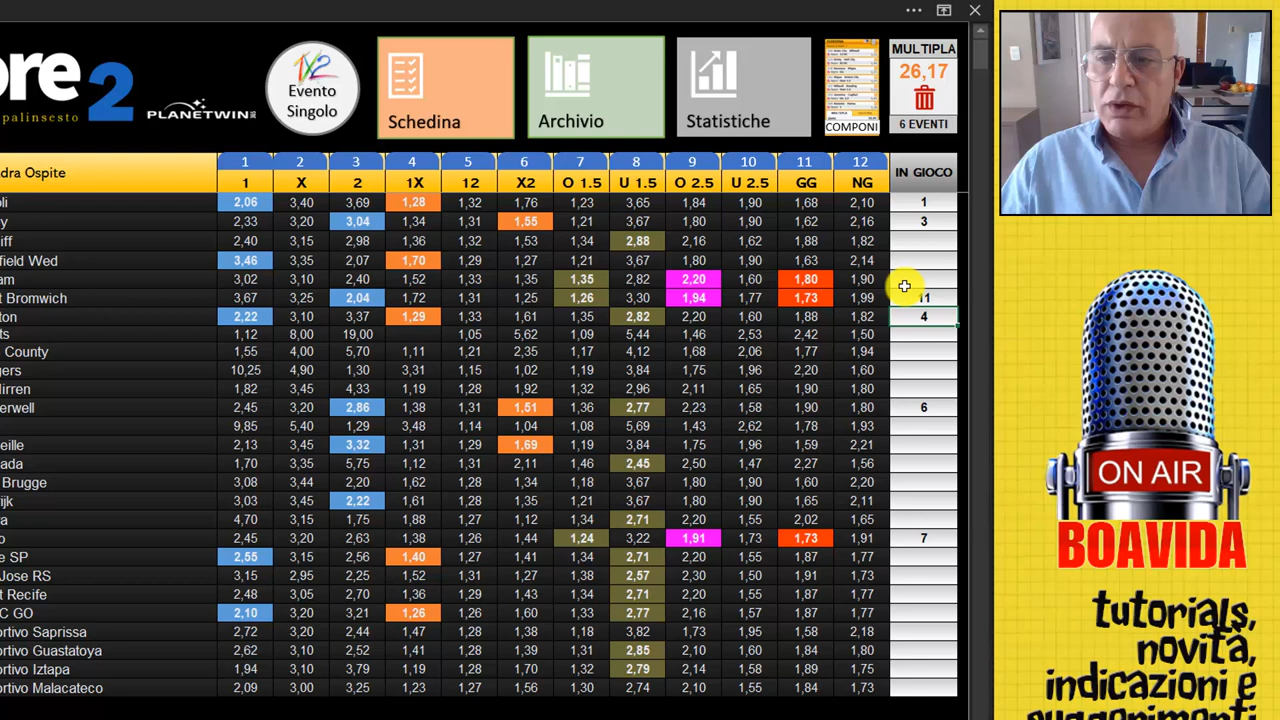 ore 2
palinsesto
PLANETWIN 365
1X2
Evento
Singolo
Schedina
Archivio
Statistiche
COMPONI
MULTIPLA
26,17
6 EVENTI
dra Ospite 1 2 3 4 5 6 7 8 9 10 11 12 IN GIOCO
1 X 2 1X 12 X2 O 1.5 U 1.5 O 2.5 U 2.5 GG NG
oli 2,06 3,40 3,69 1,28 1,32 1,76 1,23 3,65 1,84 1,90 1,68 2,10 1
y 2,33 3,20 3,04 1,34 1,31 1,55 1,21 3,67 1,80 1,90 1,62 2,16 3
iff 2,40 3,15 2,98 1,36 1,32 1,53 1,34 2,88 2,16 1,62 1,88 1,82
field Wed 3,46 3,35 2,07 1,70 1,29 1,27 1,21 3,67 1,80 1,90 1,63 2,14
am 3,02 3,10 2,40 1,52 1,33 1,35 1,35 2,82 2,20 1,60 1,80 1,90
t Bromwich 3,67 3,25 2,04 1,72 1,31 1,25 1,26 3,30 1,94 1,77 1,73 1,99 11
ton 2,22 3,10 3,37 1,29 1,33 1,61 1,35 2,82 2,20 1,60 1,88 1,82 4
ts 1,12 8,00 19,00 1,06 5,62 1,09 5,44 1,46 2,53 2,42 1,50
County 1,55 4,00 5,70 1,11 1,21 2,35 1,17 4,12 1,68 2,06 1,77 1,94
gers 10,25 4,90 1,30 3,31 1,15 1,02 1,19 3,84 1,75 1,96 2,20 1,60
Mirren 1,82 3,45 4,33 1,19 1,28 1,92 1,32 2,96 2,11 1,65 1,90 1,80
erwell 2,45 3,20 2,86 1,38 1,31 1,51 1,36 2,77 2,23 1,58 1,90 1,80 6
9,85 5,40 1,29 3,48 1,14 1,04 1,08 5,69 1,43 2,62 1,78 1,93
eille 2,13 3,45 3,32 1,31 1,29 1,69 1,19 3,84 1,75 1,96 1,59 2,21
ada 1,70 3,35 5,75 1,12 1,31 2,11 1,46 2,45 2,50 1,47 2,27 1,56
Brugge 3,08 3,44 2,20 1,62 1,28 1,34 1,18 3,67 1,80 1,90 1,60 2,20
ijk 3,03 3,45 2,22 1,61 1,28 1,35 1,21 3,67 1,80 1,90 1,65 2,11
ra 4,70 3,15 1,75 1,88 1,27 1,12 1,34 2,71 2,20 1,55 2,02 1,65
o 2,45 3,20 2,63 1,38 1,26 1,44 1,24 3,22 1,91 1,73 1,73 1,91 7
e SP 2,55 3,15 2,56 1,40 1,27 1,41 1,34 2,71 2,20 1,55 1,87 1,77
Jose RS 3,15 2,95 2,25 1,52 1,31 1,27 1,38 2,57 2,30 1,50 1,91 1,73
t Recife 2,48 3,05 2,70 1,36 1,29 1,43 1,34 2,71 2,20 1,55 1,87 1,77
C GO 2,10 3,20 3,21 1,26 1,26 1,60 1,33 2,77 2,16 1,57 1,87 1,77
ortivo Saprissa 2,72 3,20 2,44 1,47 1,28 1,38 1,18 3,82 1,73 1,95 1,58 2,18
ortivo Guastatoya 2,62 3,10 2,52 1,41 1,28 1,39 1,31 2,85 2,10 1,60 1,84 1,80
ortivo Iztapa 1,94 3,10 3,79 1,19 1,28 1,70 1,32 2,79 2,14 1,58 1,89 1,75
ortivo Malacateco 2,09 3,00 3,25 1,23 1,26 1,56 1,30 2,74 2,10 1,60 1,84 1,73
ON AIR
BOAVIDA
tutorials,
novità,
indicazioni e
suggerimenti